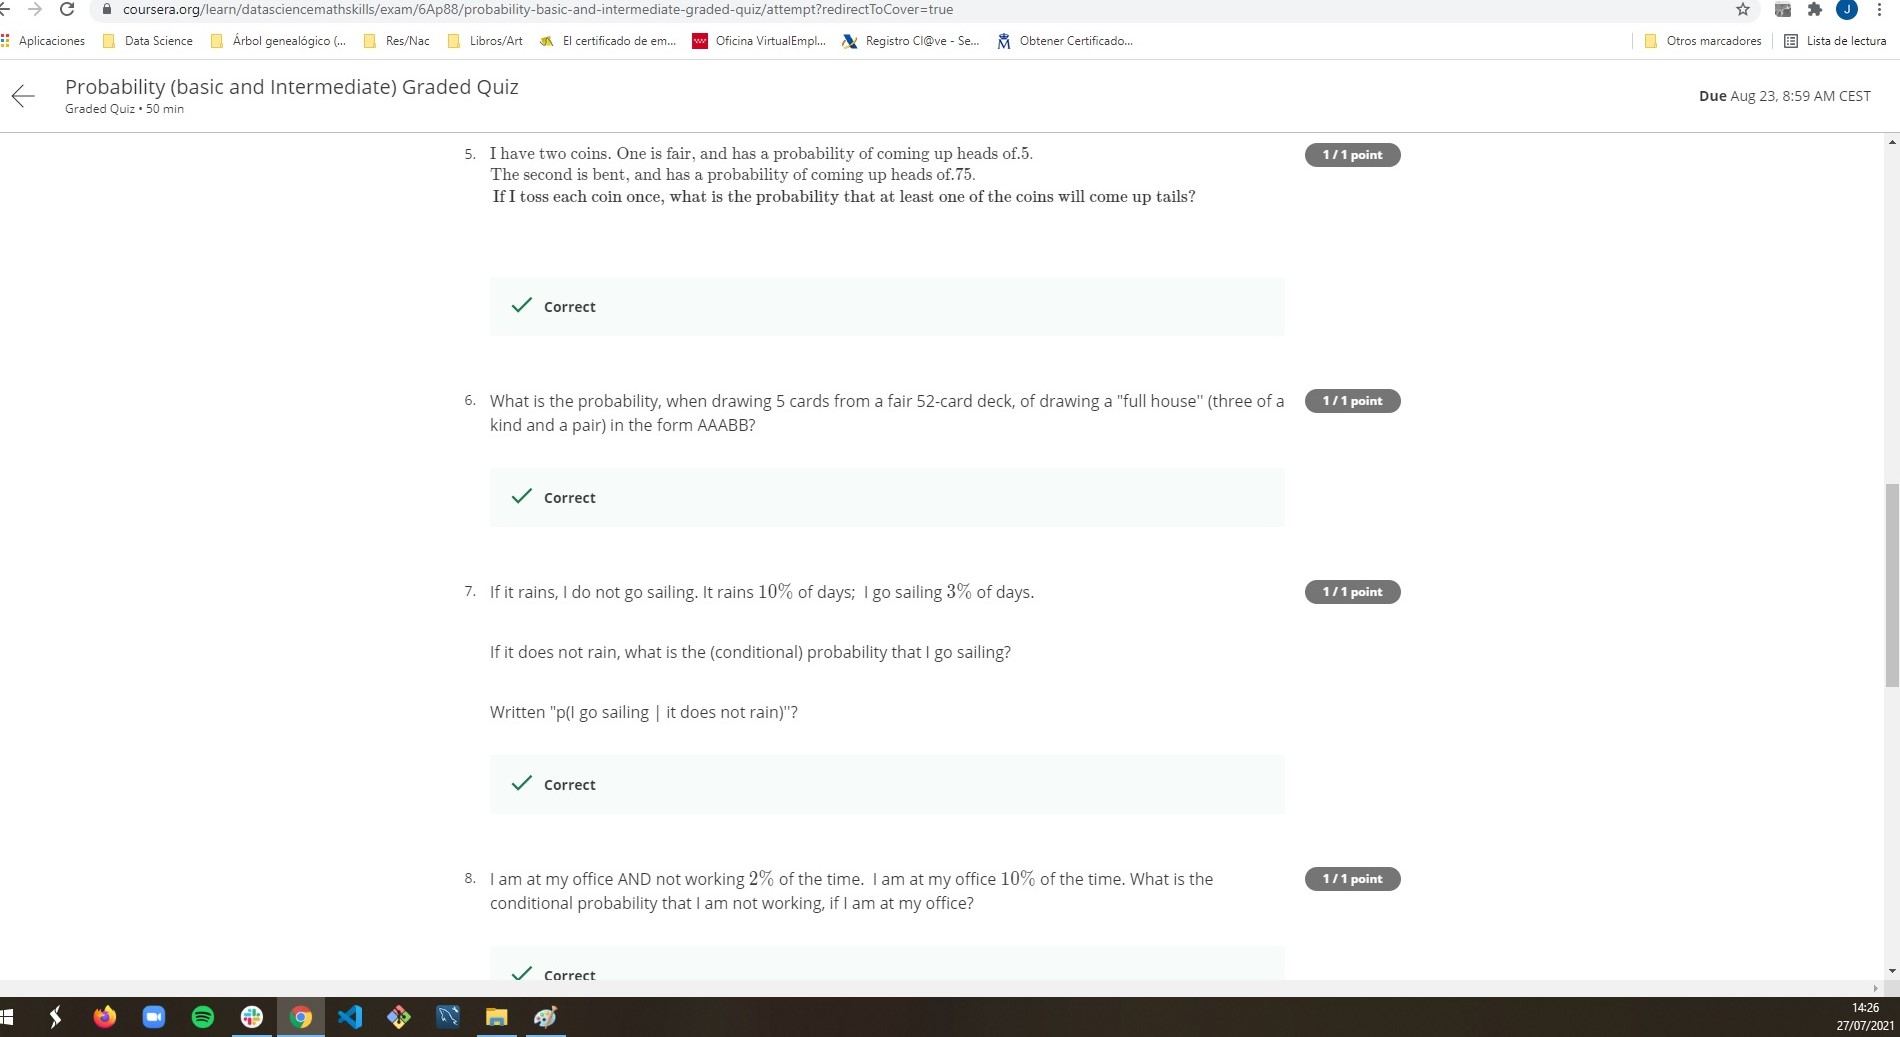 coursera.org/learn/datasciencemathskills/exam/6Ap88/probability-basic-and-intermediate-graded-quiz/attempt?redirectToCover=true
J
Aplicaciones Data Science Árbol genealógico (... Res/Nac Libros/Art El certificado de em... Oficina VirtualEmpl... Registro Cl@ve - Se... Obtener Certificado... Otros marcadores Lista de lectura
Probability (basic and Intermediate) Graded Quiz
Graded Quiz • 50 min
Due Aug 23, 8:59 AM CEST
5. I have two coins. One is fair, and has a probability of coming up heads of.5. 1 / 1 point
The second is bent, and has a probability of coming up heads of.75.
If I toss each coin once, what is the probability that at least one of the coins will come up tails?
Correct
6. What is the probability, when drawing 5 cards from a fair 52-card deck, of drawing a "full house" (three of a 1 / 1 point
kind and a pair) in the form AAABB?
Correct
7. If it rains, I do not go sailing. It rains 10% of days; I go sailing 3% of days. 1 / 1 point
If it does not rain, what is the (conditional) probability that I go sailing?
Written "p(I go sailing | it does not rain)"?
Correct
8. I am at my office AND not working 2% of the time. I am at my office 10% of the time. What is the 1 / 1 point
conditional probability that I am not working, if I am at my office?
Correct
14:26
27/07/2021